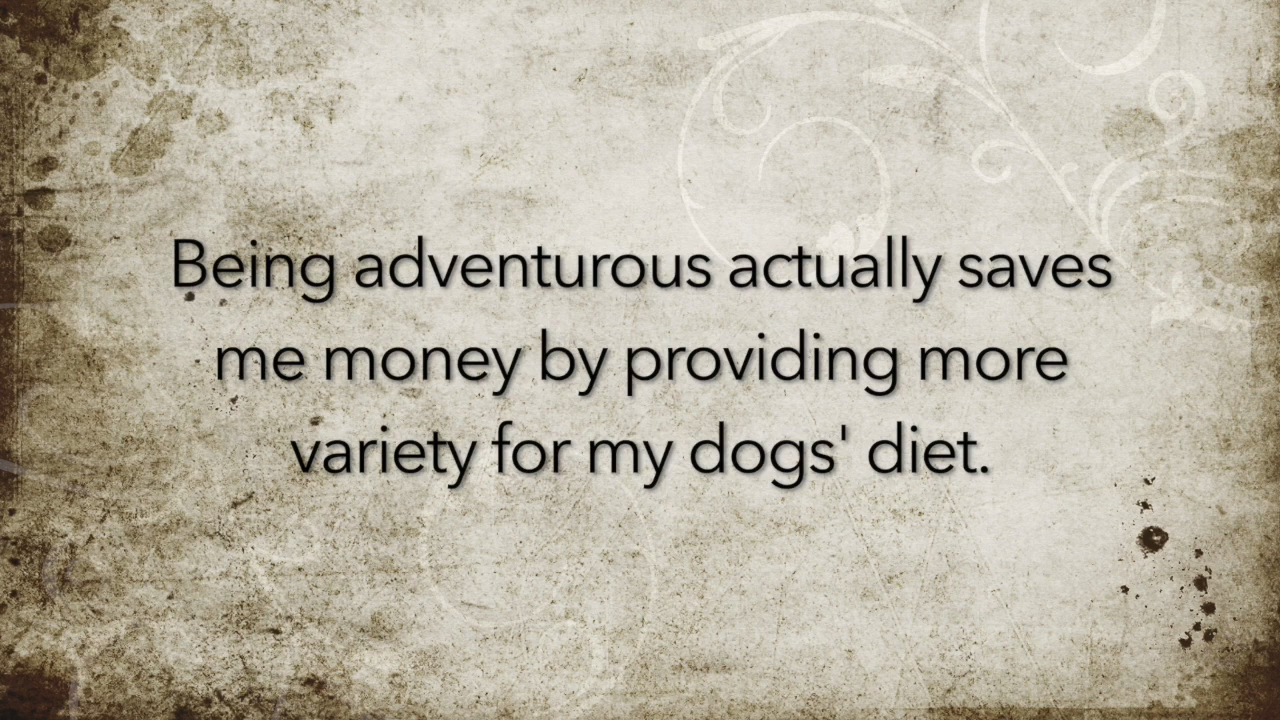 Being adventurous actually saves
me money by providing more
variety for my dogs' diet.